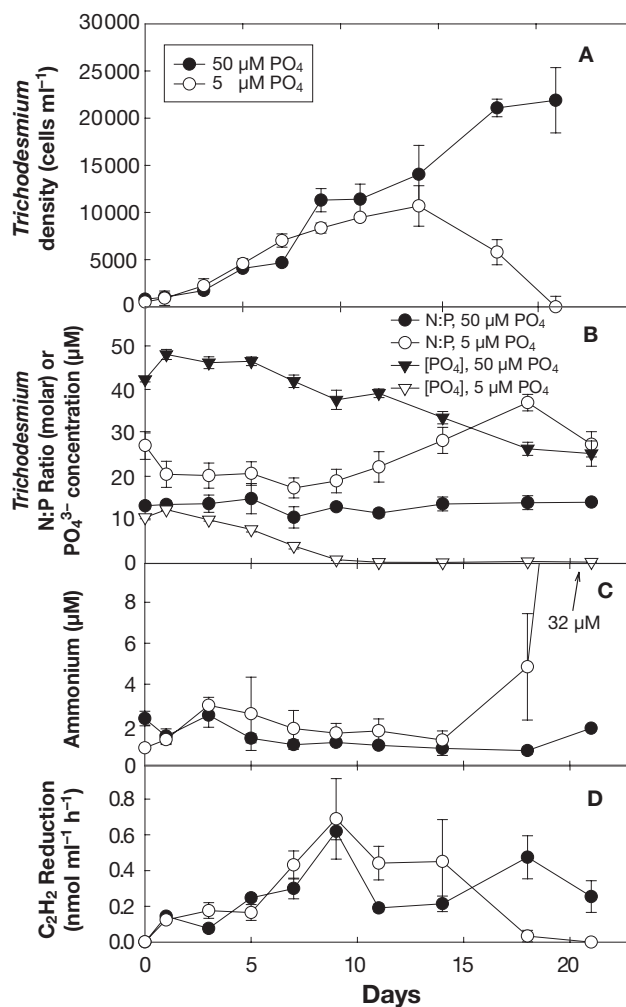 A
50 µM PO₄
5 µM PO₄
30000
25000
20000
15000
10000
5000
0
Trichodesmium
density (cells ml⁻¹)
B
N:P, 50 µM PO₄
N:P, 5 µM PO₄
[PO₄], 50 µM PO₄
[PO₄], 5 µM PO₄
50
40
30
20
10
0
Trichodesmium
N:P Ratio (molar) or
PO₄³⁻ concentration (µM)
C
32 µM
8
6
4
2
0
Ammonium (µM)
D
0.8
0.6
0.4
0.2
0.0
C₂H₂ Reduction
(nmol ml⁻¹ h⁻¹)
0
5
10
15
20
Days